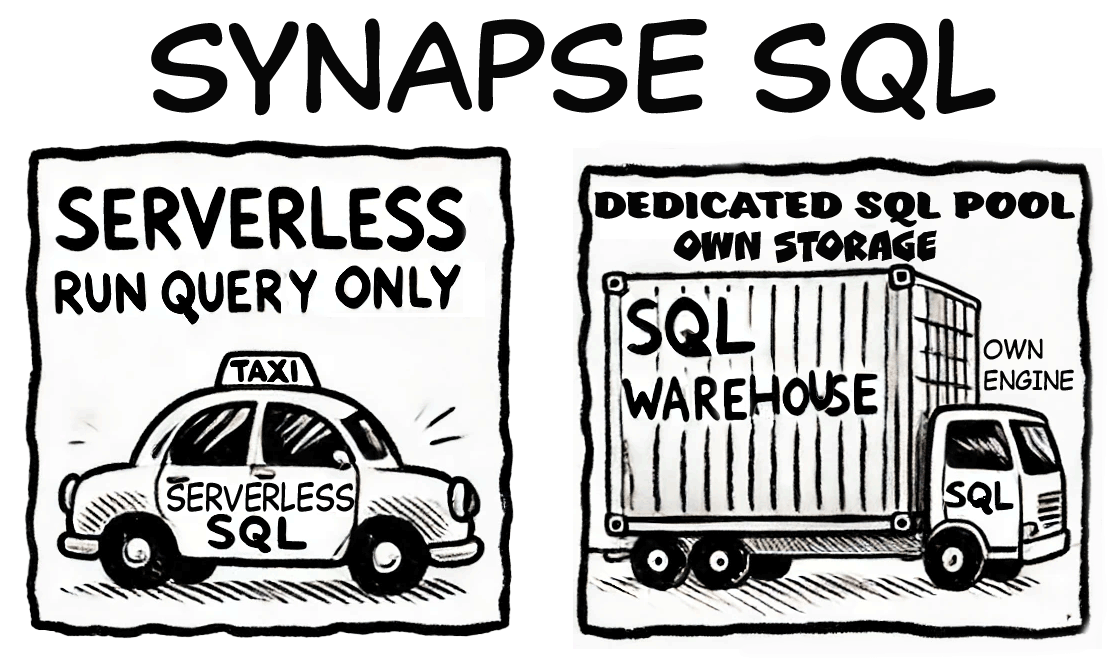 SYNAPSE SQL
SERVERLESS
RUN QUERY ONLY
TAXI
SERVERLESS
SQL
DEDICATED SQL POOL
OWN STORAGE
SQL
WAREHOUSE
OWN
ENGINE
SQL